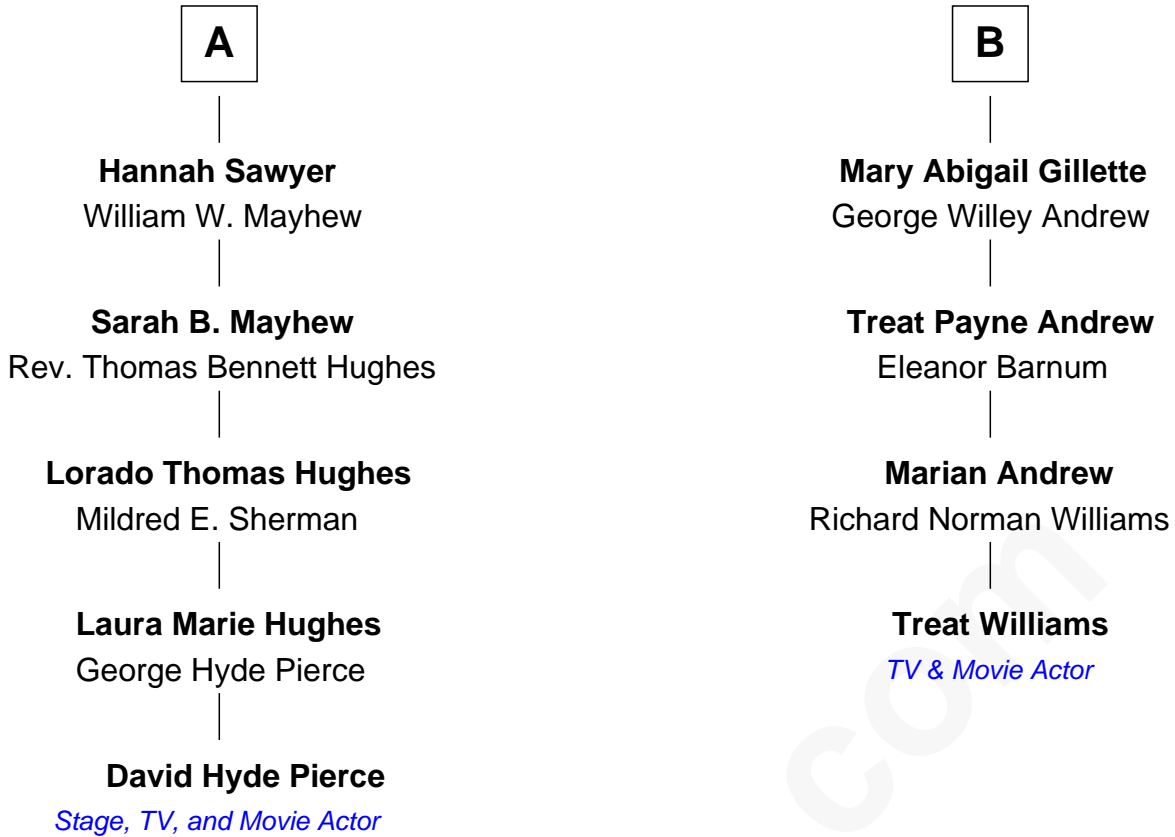 A
Hannah Sawyer
William W. Mayhew
Sarah B. Mayhew
Rev. Thomas Bennett Hughes
Lorado Thomas Hughes
Mildred E. Sherman
Laura Marie Hughes
George Hyde Pierce
David Hyde Pierce
Stage, TV, and Movie Actor
B
Mary Abigail Gillette
George Willey Andrew
Treat Payne Andrew
Eleanor Barnum
Marian Andrew
Richard Norman Williams
Treat Williams
TV & Movie Actor
com